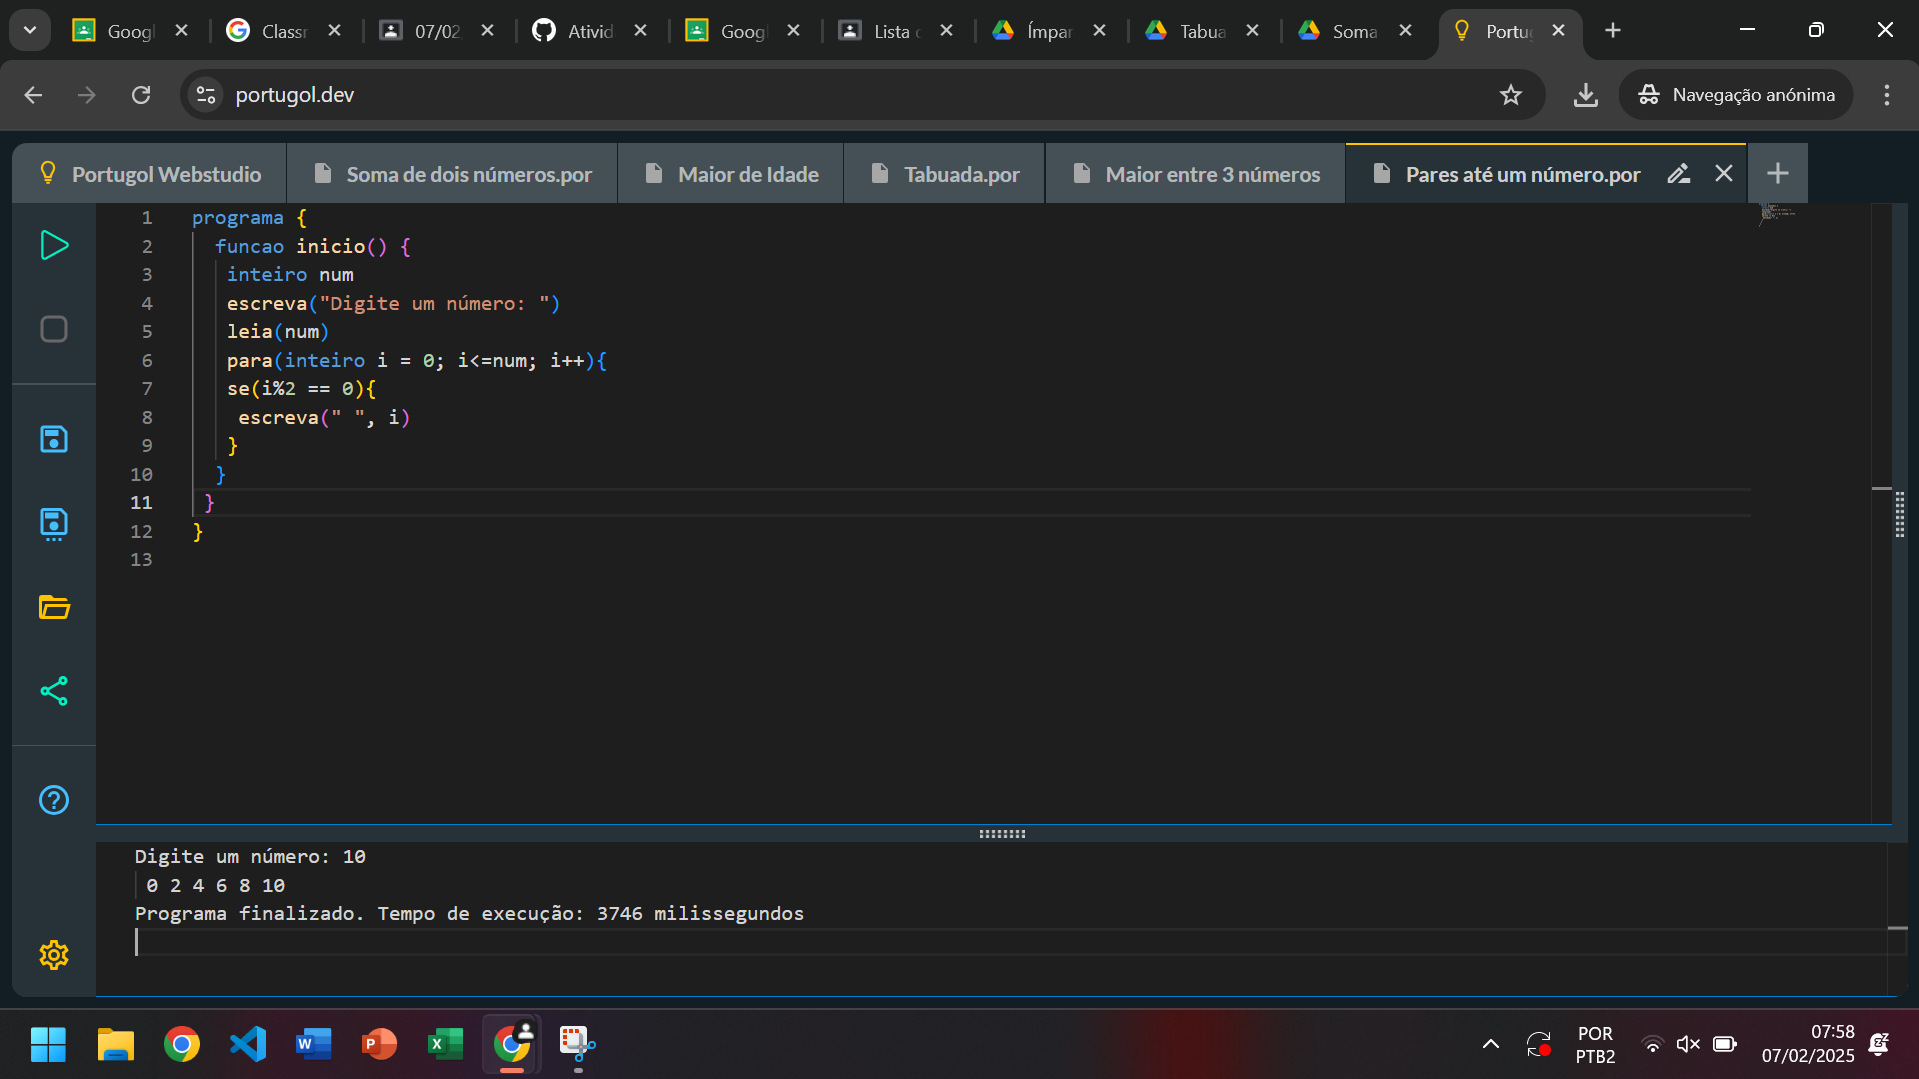 Googl
Classr
07/02
Ativid
Goog
Lista
Ímpar
Tabua
Soma
Portug
portugol.dev
Navegação anónima
Portugol Webstudio
Soma de dois números.por
Maior de Idade
Tabuada.por
Maior entre 3 números
Pares até um número.por
1 programa {
2 funcao inicio() {
3 inteiro num
4 escreva("Digite um número: ")
5 leia(num)
6 para(inteiro i = 0; i<=num; i++){
7 se(i%2 == 0){
8 escreva(" ", i)
9 }
10 }
11 }
12 }
13
Digite um número: 10
0 2 4 6 8 10
Programa finalizado. Tempo de execução: 3746 milissegundos
POR
PTB2
07:58
07/02/2025